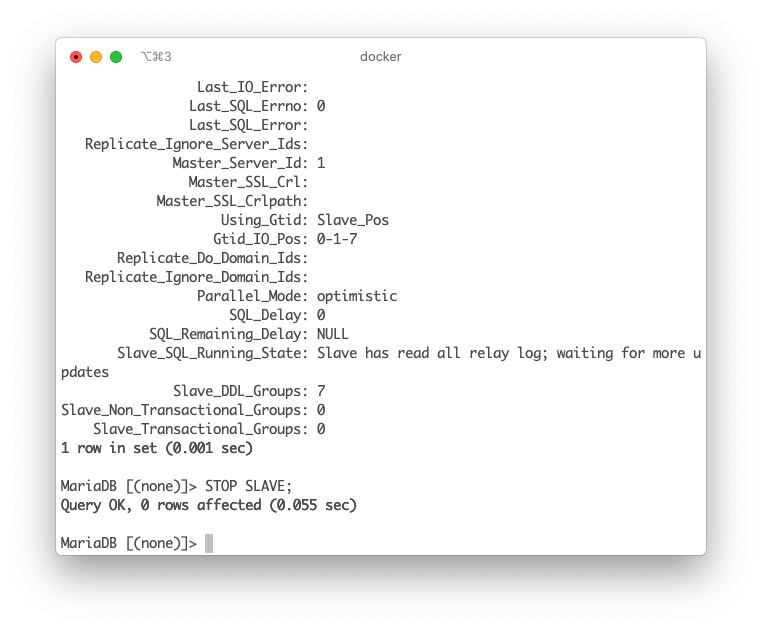 ⌥⌘3 docker
Last_IO_Error:
Last_SQL_Errno: 0
Last_SQL_Error:
Replicate_Ignore_Server_Ids:
Master_Server_Id: 1
Master_SSL_Crl:
Master_SSL_Crlpath:
Using_Gtid: Slave_Pos
Gtid_IO_Pos: 0-1-7
Replicate_Do_Domain_Ids:
Replicate_Ignore_Domain_Ids:
Parallel_Mode: optimistic
SQL_Delay: 0
SQL_Remaining_Delay: NULL
Slave_SQL_Running_State: Slave has read all relay log; waiting for more u
pdates
Slave_DDL_Groups: 7
Slave_Non_Transactional_Groups: 0
Slave_Transactional_Groups: 0
1 row in set (0.001 sec)
MariaDB [(none)]> STOP SLAVE;
Query OK, 0 rows affected (0.055 sec)
MariaDB [(none)]>